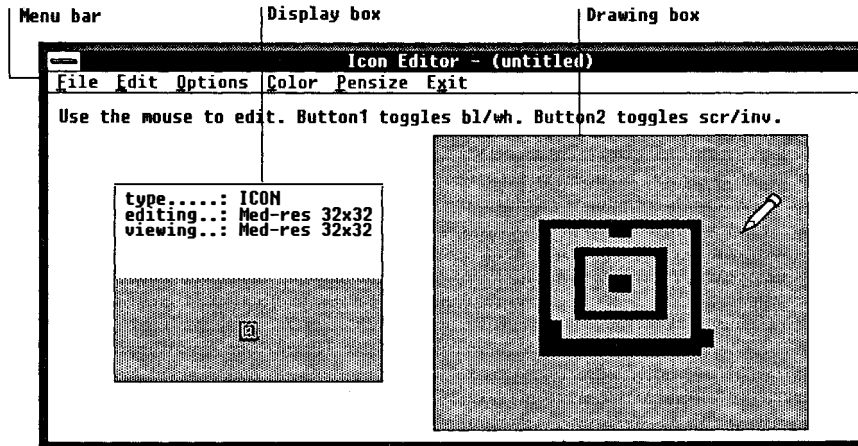 Menu bar Display box Drawing box
Icon Editor - (untitled)
File Edit Options Color Pensize Exit
Use the mouse to edit. Button1 toggles bl/wh. Button2 toggles scr/inv.
type.....: ICON
editing..: Med-res 32x32
viewing..: Med-res 32x32